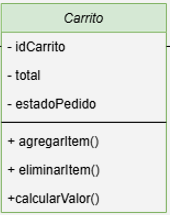 Carrito
- idCarrito
- total
- estadoPedido
+ agregarItem()
+ eliminarItem()
+calcularValor()